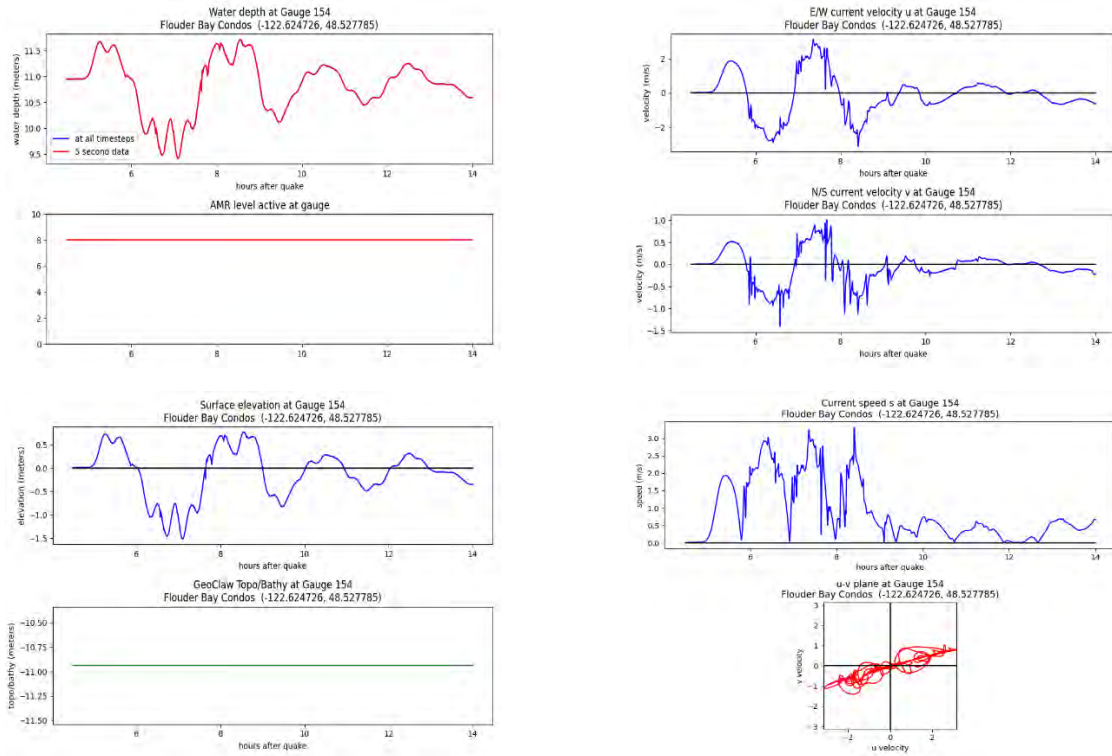 Water depth at Gauge 154
Flouder Bay Condos (-122.624726, 48.527785)
water depth (meters)
11.5
11.0
10.5
10.0
9.5
at all timesteps
5 second data
6
8
10
12
14
hours after quake
AMR level active at gauge
10
8
6
4
2
0
6
8
10
12
14
Surface elevation at Gauge 154
Flouder Bay Condos (-122.624726, 48.527785)
elevation (meters)
0.5
0.0
-0.5
-1.0
-1.5
6
8
10
12
14
hours after quake
GeoClaw Topo/Bathy at Gauge 154
Flouder Bay Condos (-122.624726, 48.527785)
topo/bathy (meters)
-10.50
-10.75
-11.00
-11.25
-11.50
6
8
10
12
14
hours after quake
E/W current velocity u at Gauge 154
Flouder Bay Condos (-122.624726, 48.527785)
velocity (m/s)
2
0
-2
6
8
10
12
14
hours after quake
N/S current velocity v at Gauge 154
Flouder Bay Condos (-122.624726, 48.527785)
velocity (m/s)
1.0
0.5
0.0
-0.5
-1.0
-1.5
6
8
10
12
14
hours after quake
Current speed s at Gauge 154
Flouder Bay Condos (-122.624726, 48.527785)
speed (m/s)
3.0
2.5
2.0
1.5
1.0
0.5
0.0
6
8
10
12
14
hours after quake
u-v plane at Gauge 154
Flouder Bay Condos (-122.624726, 48.527785)
v velocity
3
2
1
0
-1
-2
-3
-2
0
2
u velocity